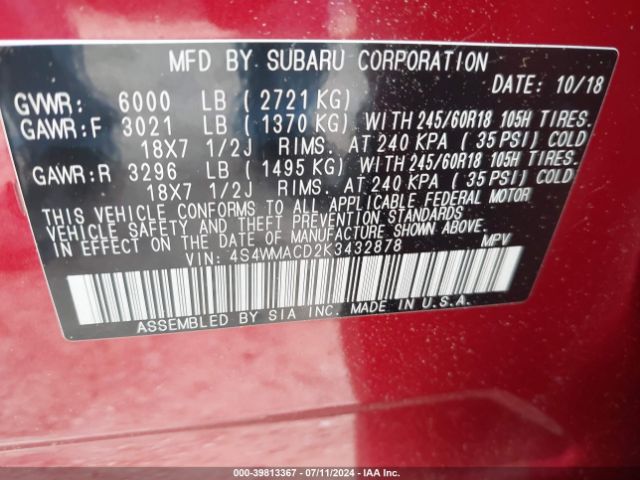 MFD BY SUBARU CORPORATION
DATE: 10/18
GVWR: 6000 LB ( 2721 KG)
GAWR:F 3021 LB ( 1370 KG) WITH 245/60R18 105H TIRES.
18X7 1/2J RIMS. AT 240 KPA ( 35 PSI) COLD
GAWR:R 3296 LB ( 1495 KG) WITH 245/60R18 105H TIRES.
18X7 1/2J RIMS. AT 240 KPA ( 35 PSI) COLD
THIS VEHICLE CONFORMS TO ALL APPLICABLE FEDERAL MOTOR
VEHICLE SAFETY, THEFT AND BUMPER PREVENTION STANDARDS
IN EFFECT ON THE DATE OF MANUFACTURE SHOWN ABOVE.
VIN: 4S4WMACD2K3432878 MPV
ASSEMBLED BY SIA INC. MADE IN U.S.A.
000-39813367 - 07/11/2024 - IAA Inc.